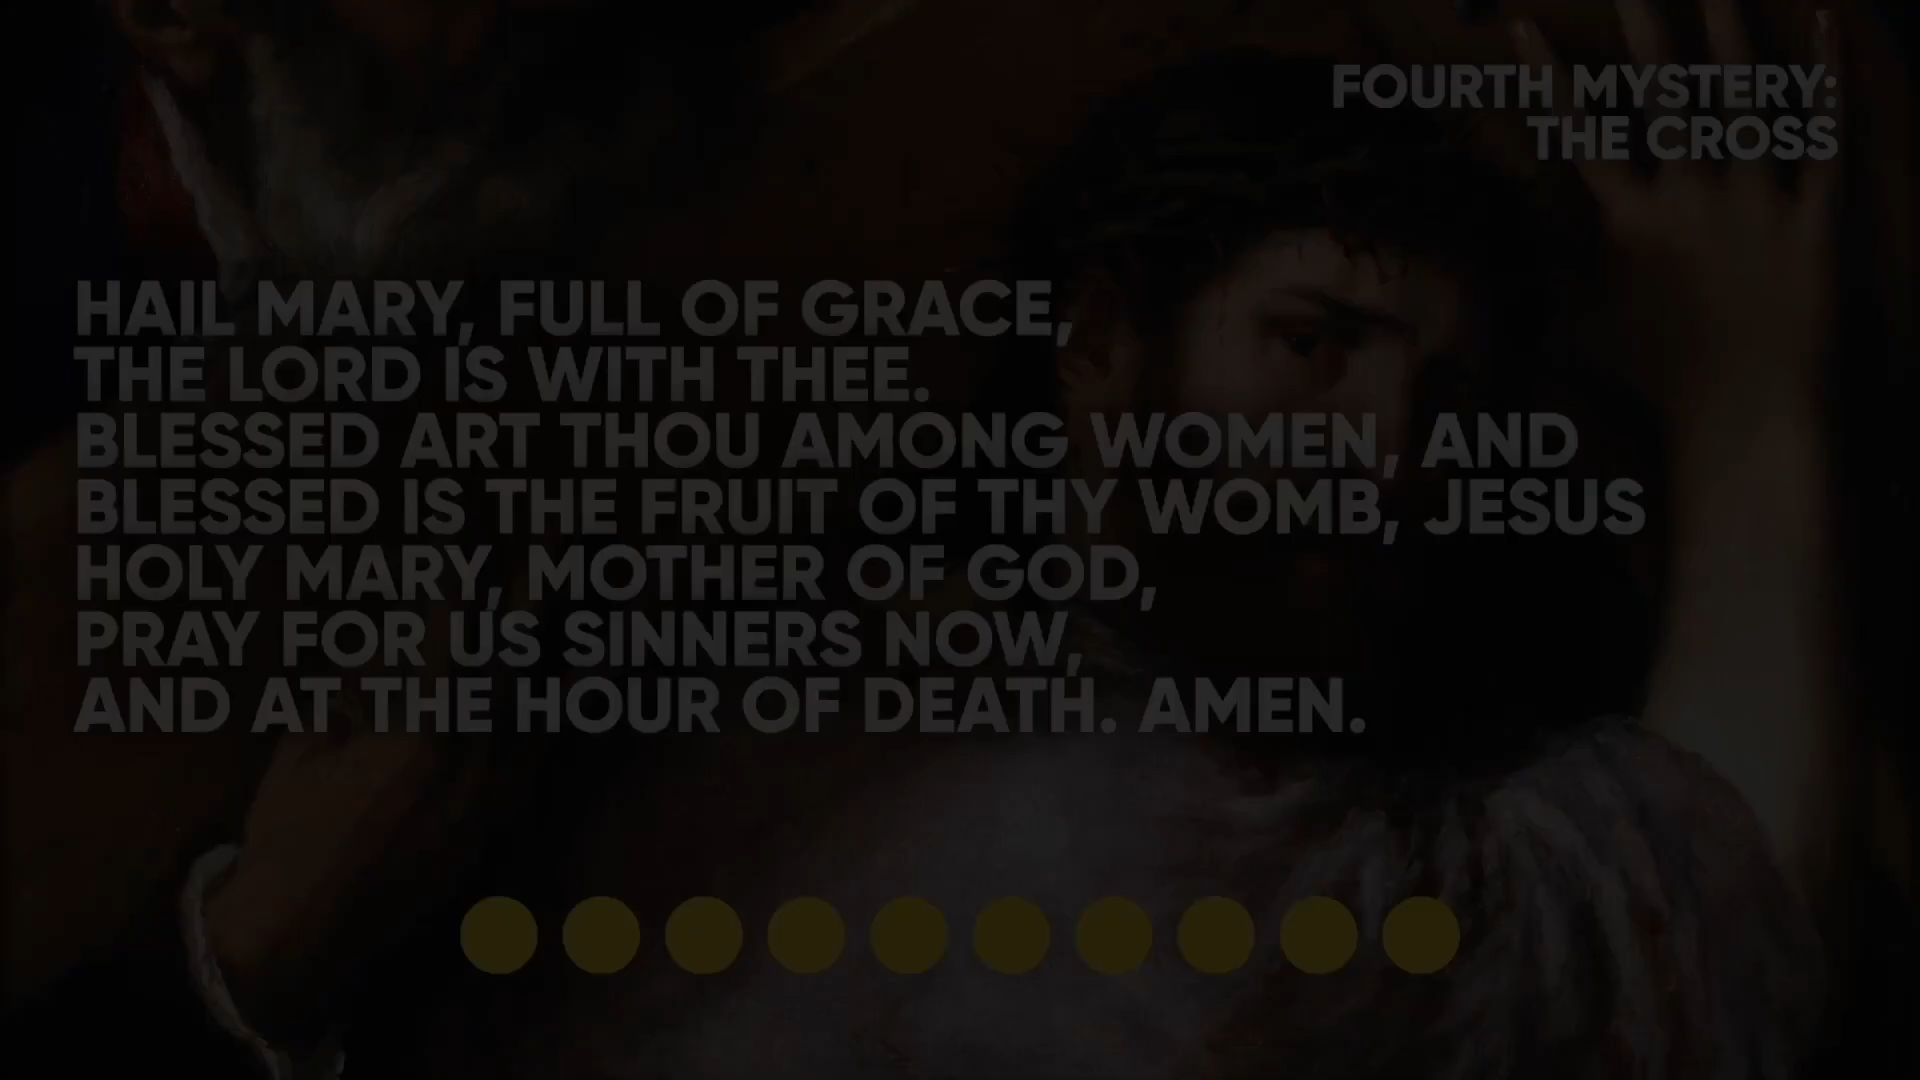 FOURTH MYSTERY:
THE CROSS
HAIL MARY, FULL OF GRACE,
THE LORD IS WITH THEE.
BLESSED ART THOU AMONG WOMEN, AND
BLESSED IS THE FRUIT OF THY WOMB, JESUS
HOLY MARY, MOTHER OF GOD,
PRAY FOR US SINNERS NOW,
AND AT THE HOUR OF DEATH. AMEN.